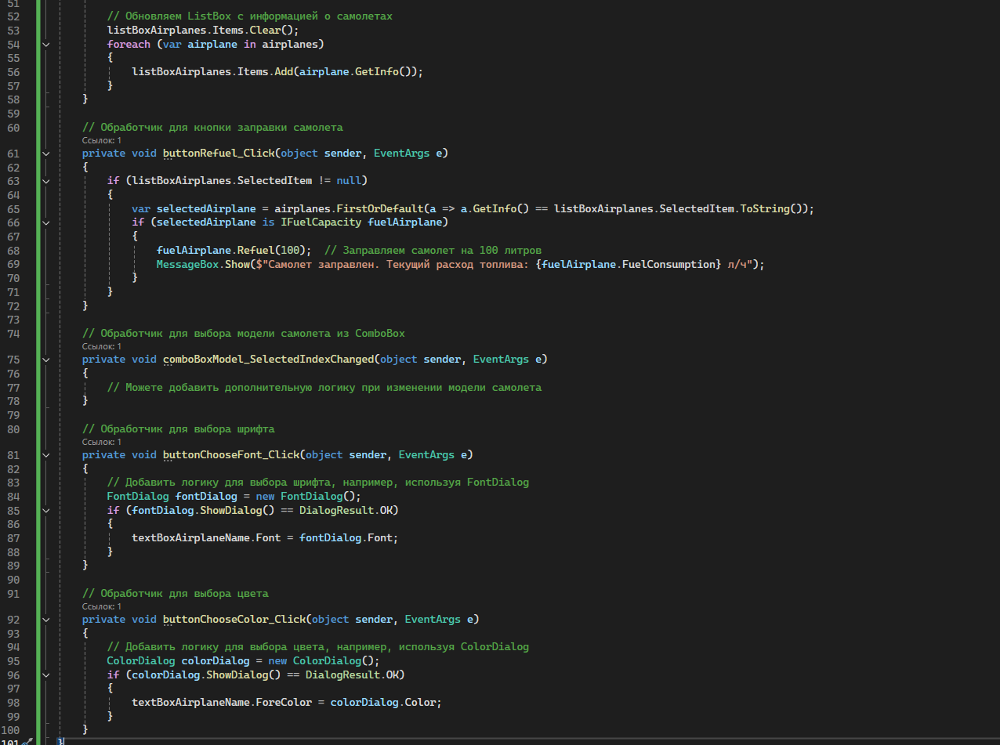 51
52 // Обновляем ListBox с информацией о самолетах
53 listBoxAirplanes.Items.Clear();
54 foreach (var airplane in airplanes)
55 {
56 listBoxAirplanes.Items.Add(airplane.GetInfo());
57 }
58 }
59
60 // Обработчик для кнопки заправки самолета
Ссылок: 1
61 private void buttonRefuel_Click(object sender, EventArgs e)
62 {
63 if (listBoxAirplanes.SelectedItem != null)
64 {
65 var selectedAirplane = airplanes.FirstOrDefault(a => a.GetInfo() == listBoxAirplanes.SelectedItem.ToString());
66 if (selectedAirplane is IFuelCapacity fuelAirplane)
67 {
68 fuelAirplane.Refuel(100); // Заправляем самолет на 100 литров
69 MessageBox.Show($"Самолет заправлен. Текущий расход топлива: {fuelAirplane.FuelConsumption} л/ч");
70 }
71 }
72 }
73
74 // Обработчик для выбора модели самолета из ComboBox
Ссылок: 1
75 private void comboBoxModel_SelectedIndexChanged(object sender, EventArgs e)
76 {
77 // Можете добавить дополнительную логику при изменении модели самолета
78 }
79
80 // Обработчик для выбора шрифта
Ссылок: 1
81 private void buttonChooseFont_Click(object sender, EventArgs e)
82 {
83 // Добавить логику для выбора шрифта, например, используя FontDialog
84 FontDialog fontDialog = new FontDialog();
85 if (fontDialog.ShowDialog() == DialogResult.OK)
86 {
87 textBoxAirplaneName.Font = fontDialog.Font;
88 }
89 }
90
91 // Обработчик для выбора цвета
Ссылок: 1
92 private void buttonChooseColor_Click(object sender, EventArgs e)
93 {
94 // Добавить логику для выбора цвета, например, используя ColorDialog
95 ColorDialog colorDialog = new ColorDialog();
96 if (colorDialog.ShowDialog() == DialogResult.OK)
97 {
98 textBoxAirplaneName.ForeColor = colorDialog.Color;
99 }
100 }
101 }